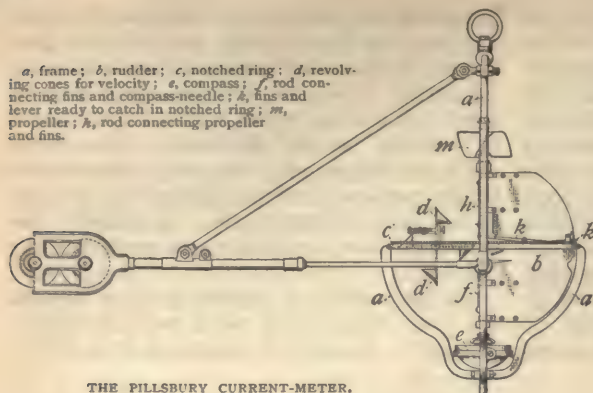 a, frame; b, rudder; c, notched ring; d, revolv-
ing cones for velocity; e, compass; f, rod con-
necting fins and compass-needle; k, fins and
lever ready to catch in notched ring; m,
propeller; h, rod connecting propeller
and fins.
a
m
h
d
c
k
k
b
d
a
f
a
e
THE PILLSBURY CURRENT-METER.